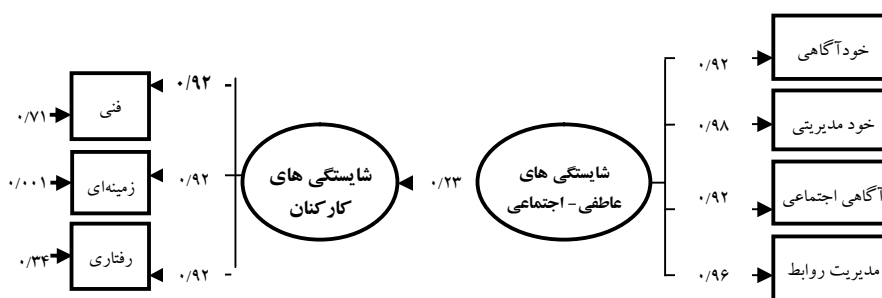 خودآگاهی
۰/۹۲
۰/۹۲
فنی
۰/۷۱
خود مدیریتی
۰/۹۸
شایستگی های
عاطفی- اجتماعی
۰/۲۳
شایستگی های
کارکنان
۰/۹۲
زمینه‌ای
۰/۰۰۱
آگاهی اجتماعی
۰/۹۲
رفتاری
۰/۳۴
۰/۹۲
مدیریت روابط
۰/۹۶